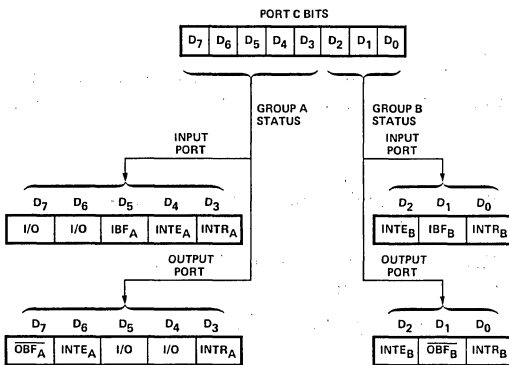 PORT C BITS
D7 D6 D5 D4 D3 D2 D1 D0
GROUP A STATUS
GROUP B STATUS
INPUT PORT
INPUT PORT
D7 D6 D5 D4 D3
I/O I/O IBFA INTEA INTRA
D2 D1 D0
INTEB IBFB INTRB
OUTPUT PORT
OUTPUT PORT
D7 D6 D5 D4 D3
O̅B̅F̅A̅ INTEA I/O I/O INTRA
D2 D1 D0
INTEB O̅B̅F̅B̅ INTRB